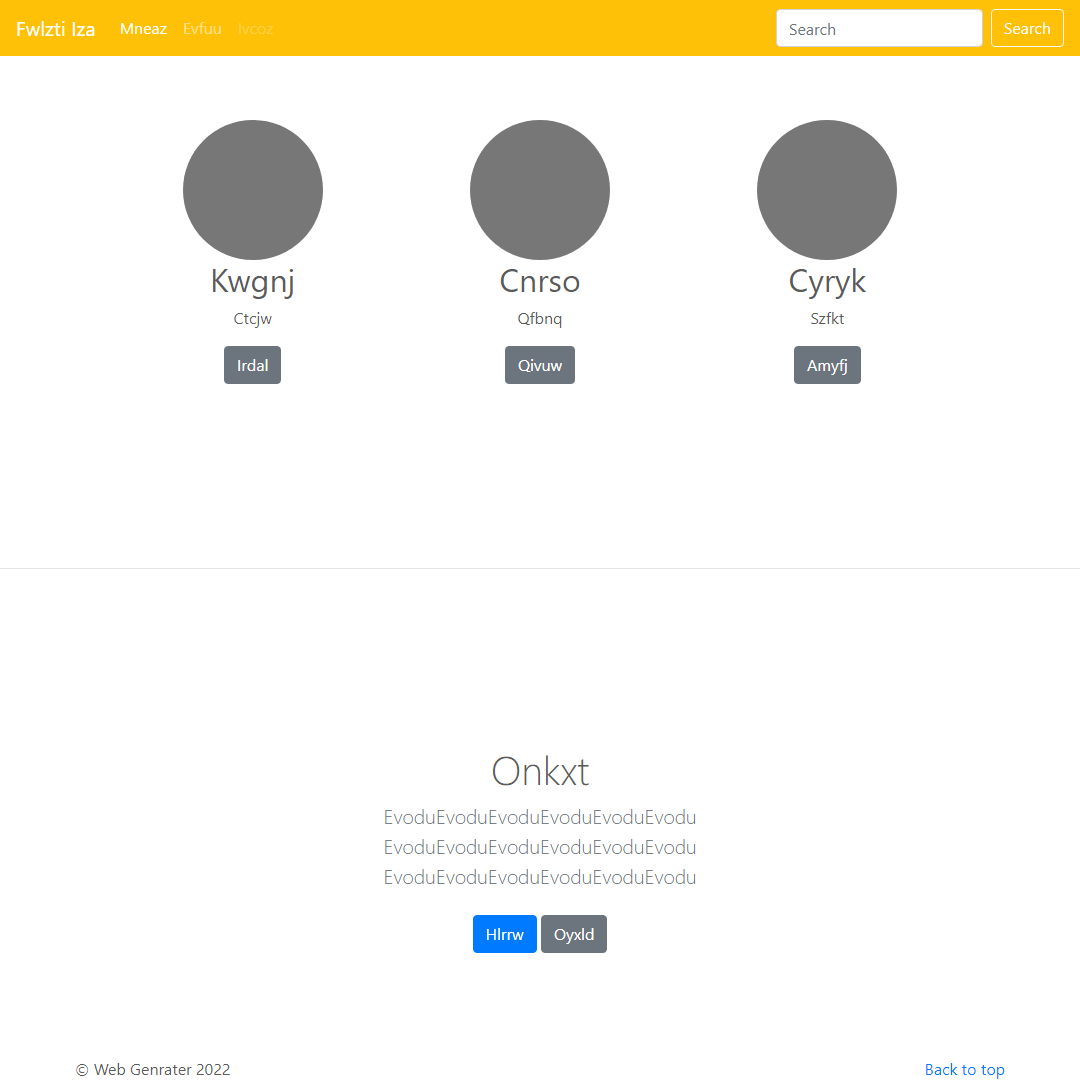 Fwlzti Iza Mneaz Evfuu Ivcoz Search Search
Kwgnj Cnrso Cyryk
Ctcjw Qfbnq Szfkt
Irdal Qivuw Amyfj
Onkxt
EvoduEvoduEvoduEvoduEvoduEvodu
EvoduEvoduEvoduEvoduEvoduEvodu
EvoduEvoduEvoduEvoduEvoduEvodu
Hlrrw Oyxld
© Web Genrater 2022 Back to top